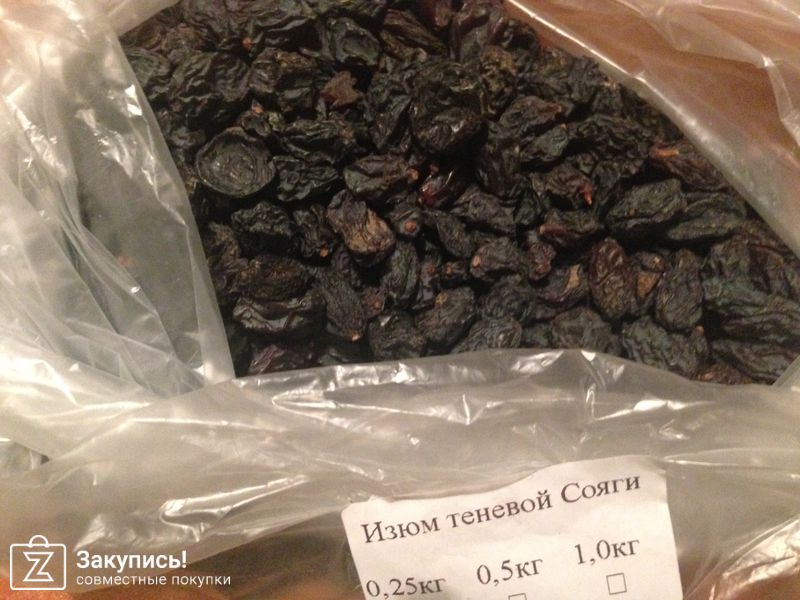 Изюм теневой Сояги
0,25кг 0,5кг 1,0кг
Z
Закупись!
совместные покупки